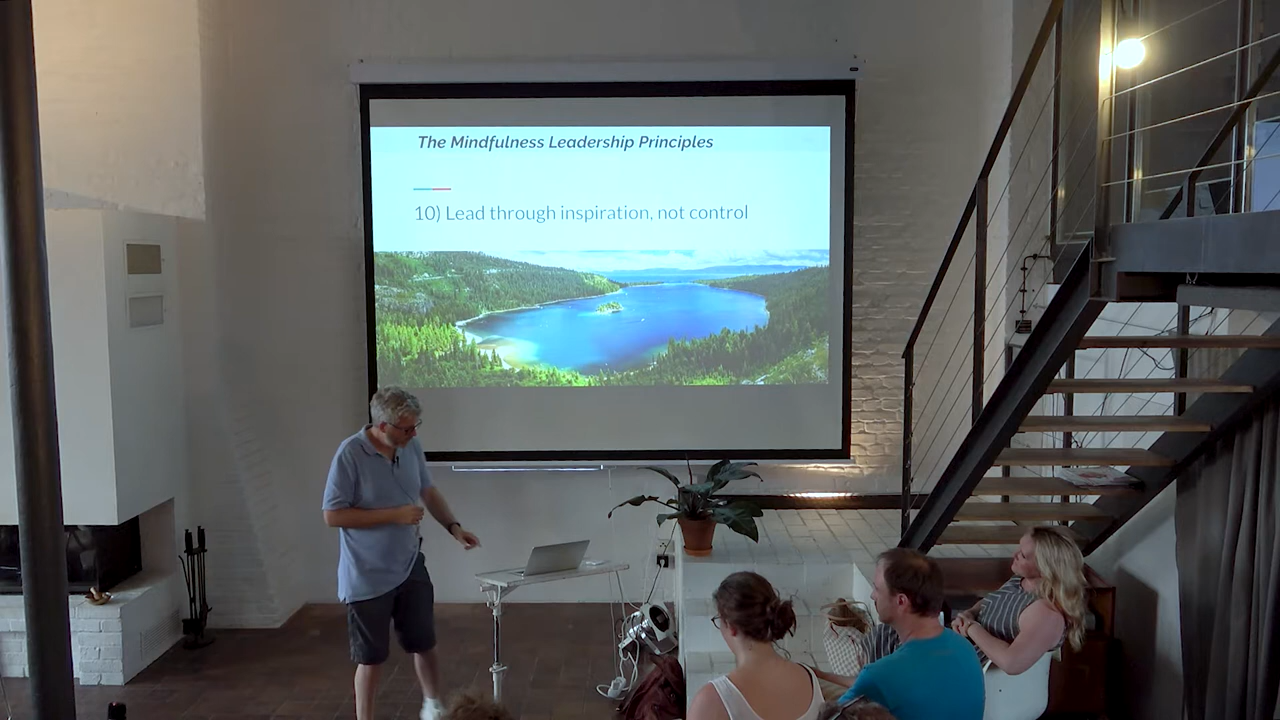 The Mindfulness Leadership Principles
10) Lead through inspiration, not control